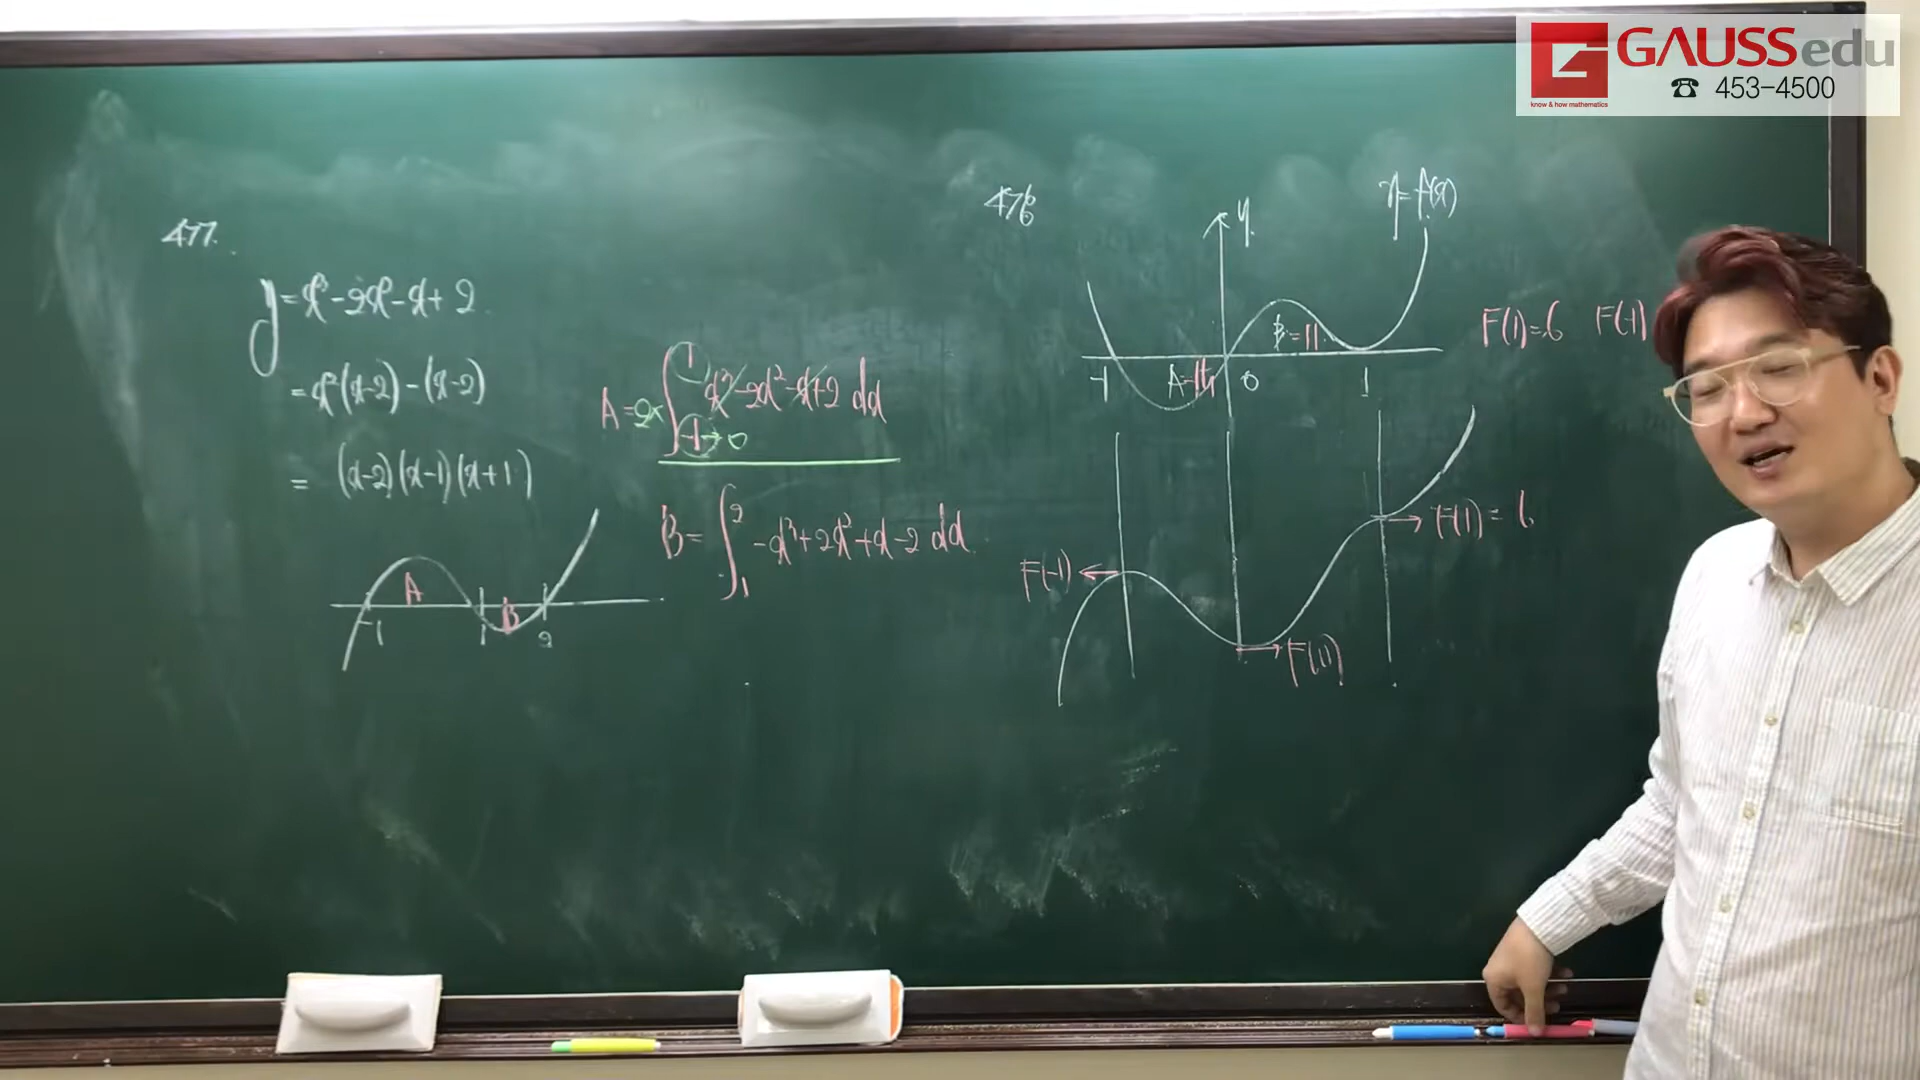 GAUSSedu
know & how mathematics
☎ 453-4500
477.
y = x³ - 2x² - x + 2
= x²(x-2) - (x-2)
= (x-2)(x-1)(x+1)
A = 2× ∫₋₁¹ x³ - 2x² - x + 2 dx
→ 0
B = ∫₁² -x³ + 2x² + x - 2 dx
A
B
-1 1 2
476
y
y = f(x)
B = 11
-1 0 1
F(1) = 6 F(-1)
F(-1) ←
→ F(1) = 6